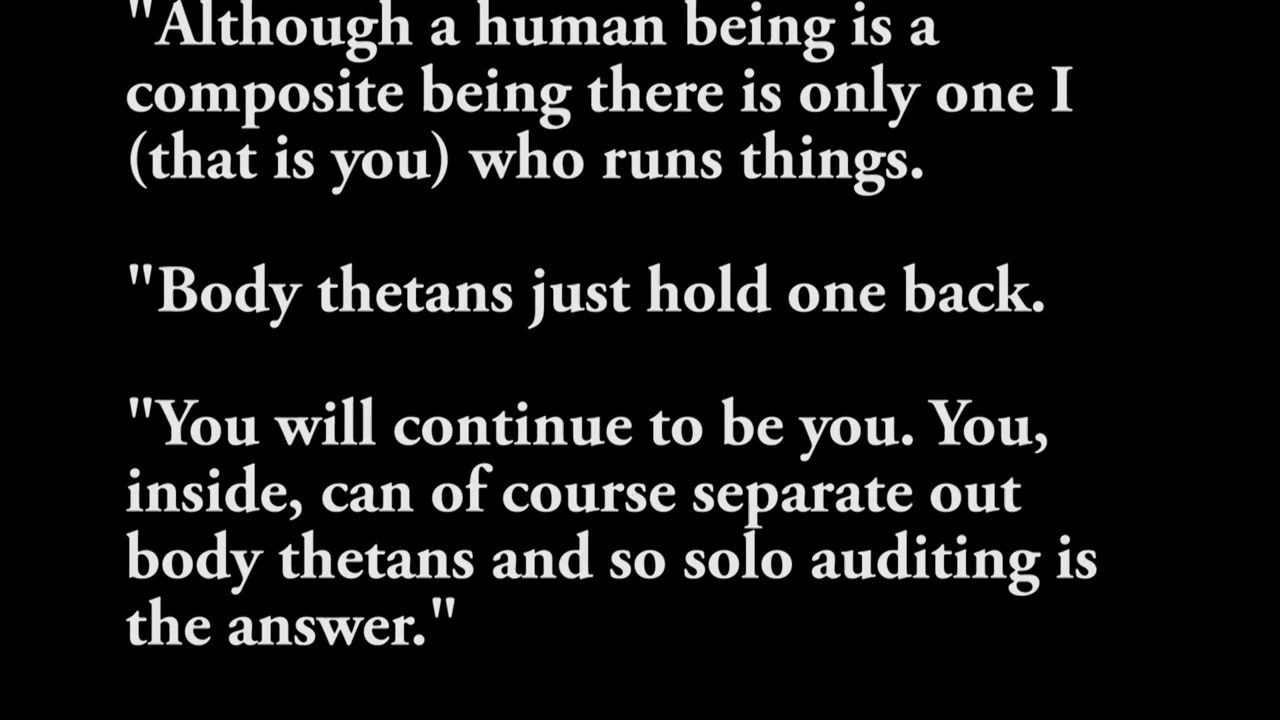 "Although a human being is a
composite being there is only one I
(that is you) who runs things.
"Body thetans just hold one back.
"You will continue to be you. You,
inside, can of course separate out
body thetans and so solo auditing is
the answer."